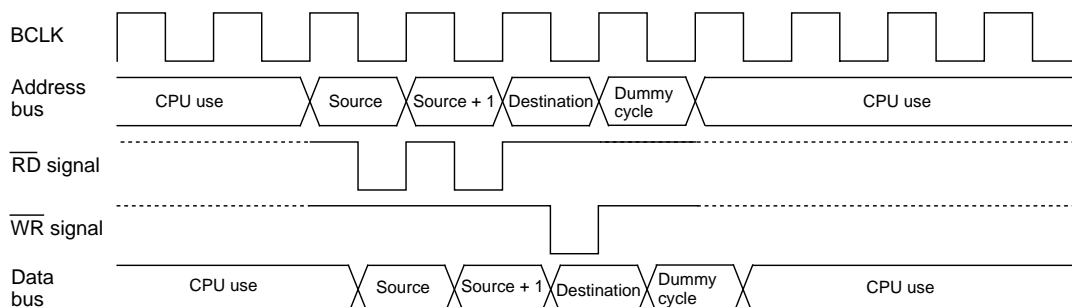 BCLK
Address
bus
CPU use
Source
Source + 1
Destination
Dummy
cycle
CPU use
RD signal
WR signal
Data
bus
CPU use
Source
Source + 1
Destination
Dummy
cycle
CPU use